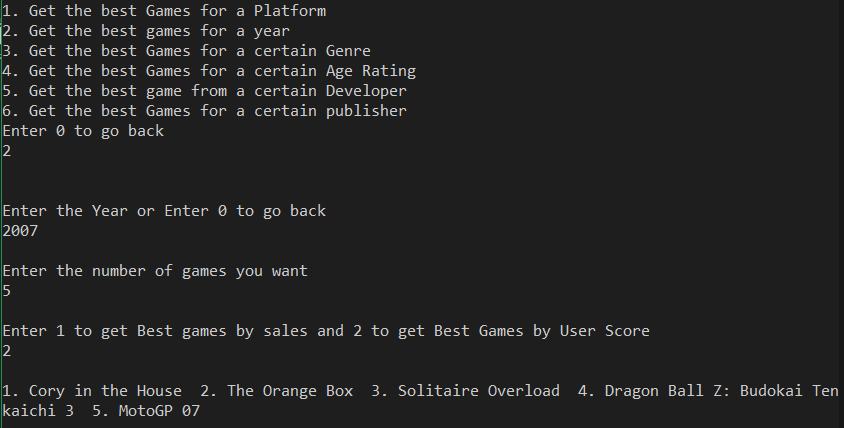 1. Get the best Games for a Platform
2. Get the best games for a year
3. Get the best Games for a certain Genre
4. Get the best Games for a certain Age Rating
5. Get the best game from a certain Developer
6. Get the best Games for a certain publisher
Enter 0 to go back
2
Enter the Year or Enter 0 to go back
2007
Enter the number of games you want
5
Enter 1 to get Best games by sales and 2 to get Best Games by User Score
2
1. Cory in the House  2. The Orange Box  3. Solitaire Overload  4. Dragon Ball Z: Budokai Ten
kaichi 3  5. MotoGP 07